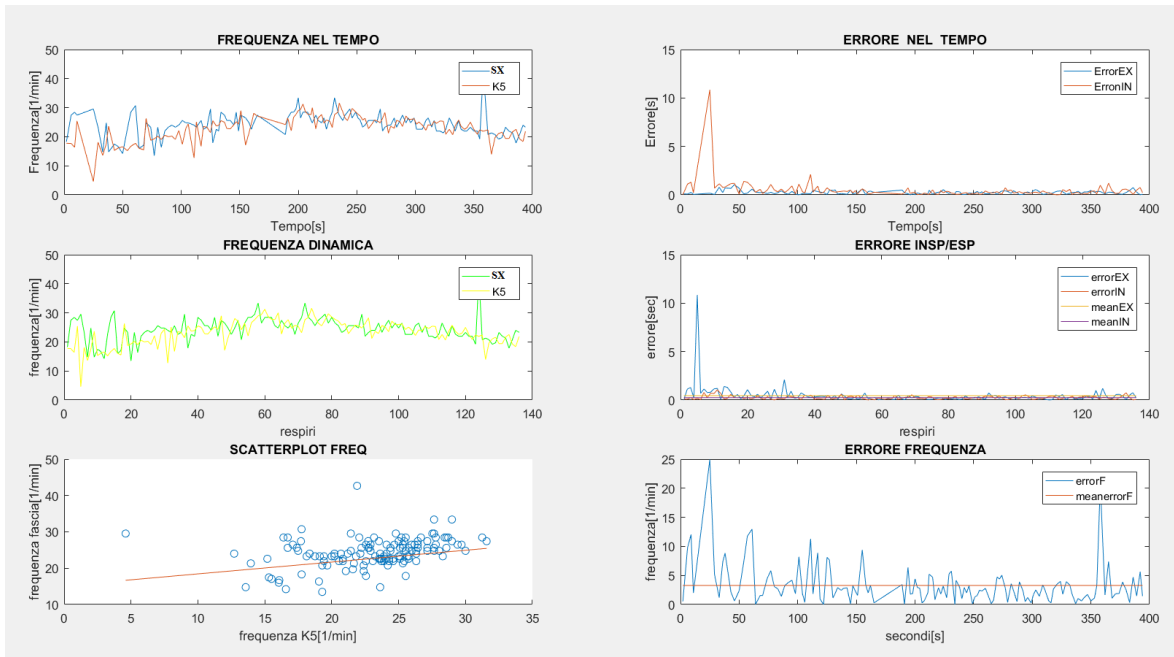 FREQUENZA NEL TEMPO
50
40
30
20
10
0
Frequenza[1/min]
SX
K5
0 50 100 150 200 250 300 350 400
Tempo[s]
ERRORE NEL TEMPO
15
10
5
0
Errore[s]
ErrorEX
ErronIN
0 50 100 150 200 250 300 350 400
Tempo[s]
FREQUENZA DINAMICA
50
40
30
20
10
0
frequenza[1/min]
SX
K5
0 20 40 60 80 100 120 140
respiri
ERRORE INSP/ESP
15
10
5
0
errore[sec]
errorEX
errorIN
meanEX
meanIN
0 20 40 60 80 100 120 140
respiri
SCATTERPLOT FREQ
50
40
30
20
10
frequenza fascia[1/min]
0 5 10 15 20 25 30 35
frequenza K5[1/min]
ERRORE FREQUENZA
25
20
15
10
5
0
frequenza[1/min]
errorF
meanerrorF
0 50 100 150 200 250 300 350 400
secondi[s]